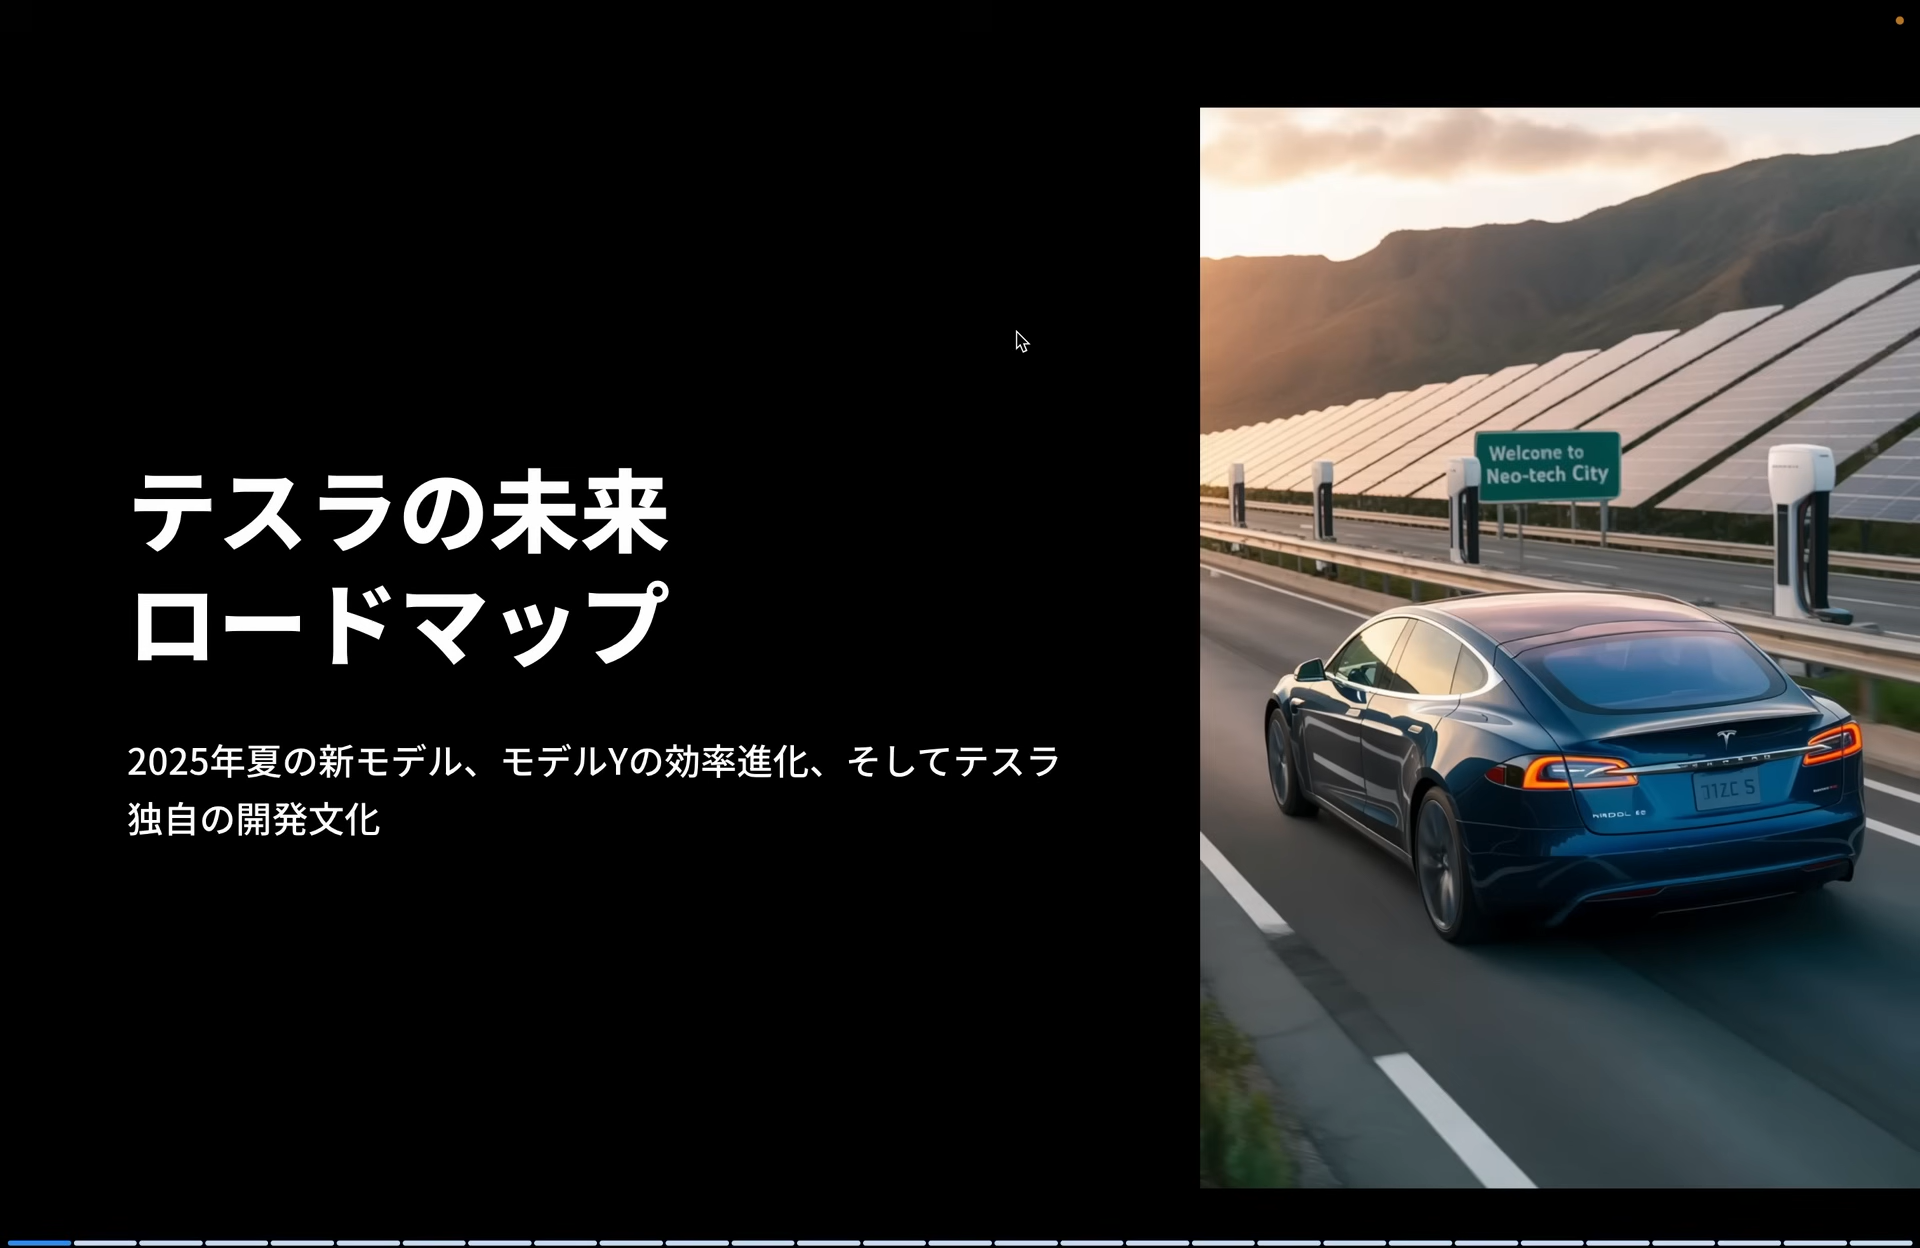 テスラの未来
ロードマップ
2025年夏の新モデル、モデルYの効率進化、そしてテスラ
独自の開発文化
Welcome to
Neo-tech City